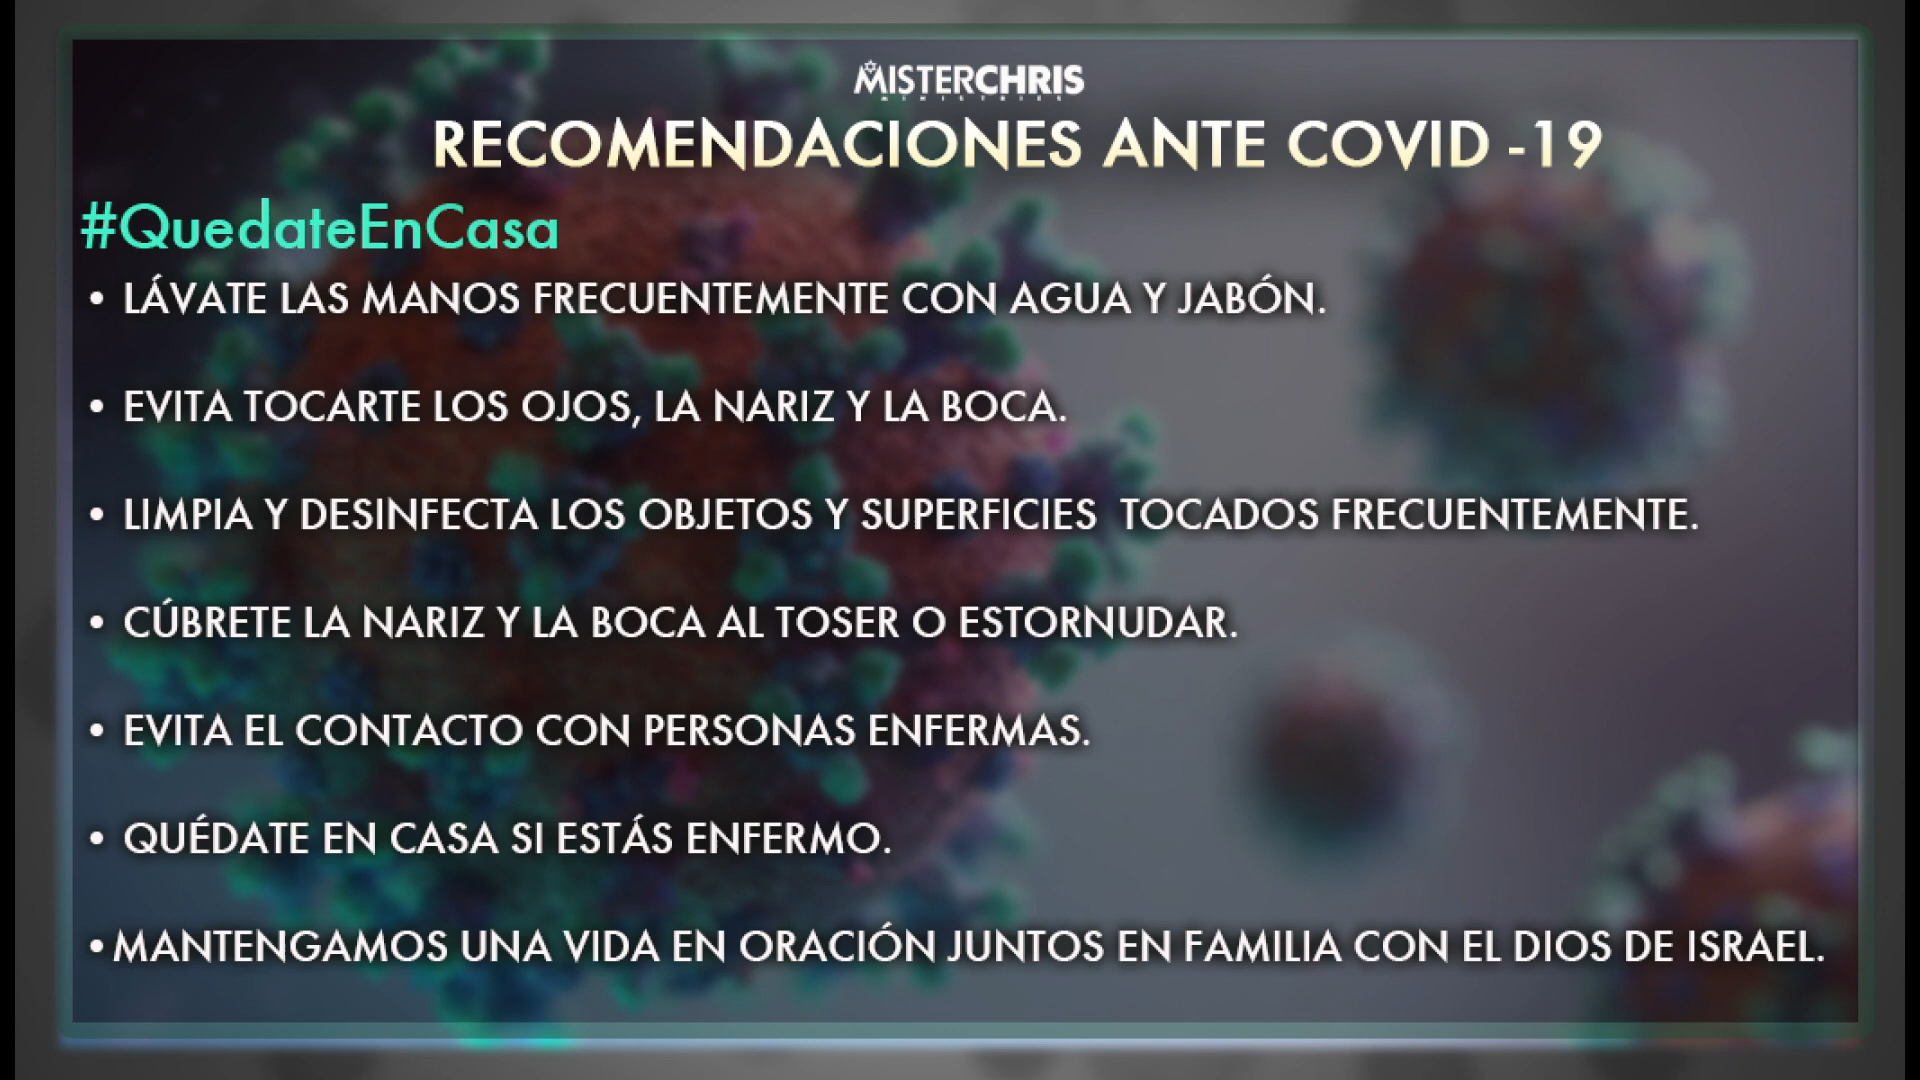 MISTERCHRIS
MINISTRIES
RECOMENDACIONES ANTE COVID -19
#QuedateEnCasa
• LÁVATE LAS MANOS FRECUENTEMENTE CON AGUA Y JABÓN.
• EVITA TOCARTE LOS OJOS, LA NARIZ Y LA BOCA.
• LIMPIA Y DESINFECTA LOS OBJETOS Y SUPERFICIES TOCADOS FRECUENTEMENTE.
• CÚBRETE LA NARIZ Y LA BOCA AL TOSER O ESTORNUDAR.
• EVITA EL CONTACTO CON PERSONAS ENFERMAS.
• QUÉDATE EN CASA SI ESTÁS ENFERMO.
•MANTENGAMOS UNA VIDA EN ORACIÓN JUNTOS EN FAMILIA CON EL DIOS DE ISRAEL.